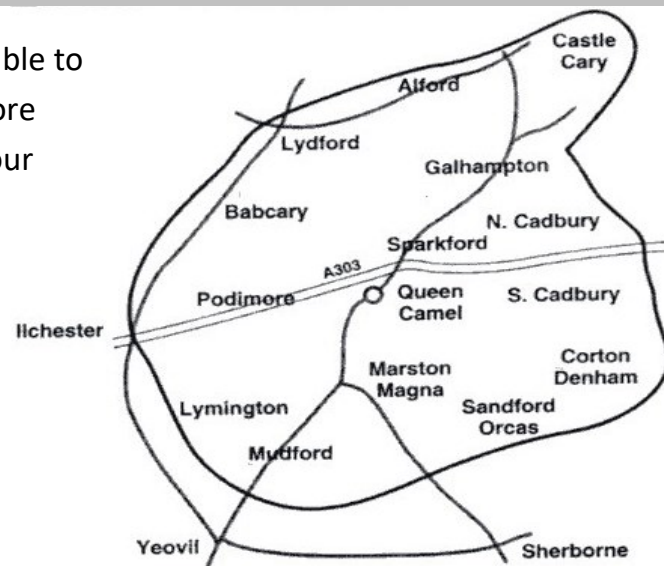 ble to
ore
our
Castle
Cary
Alford
Lydford
Galhampton
Babcary
N. Cadbury
Sparkford
A303
Podimore
Queen
Camel
S. Cadbury
Ilchester
Marston
Magna
Corton
Denham
Lymington
Sandford
Orcas
Mudford
Yeovil
Sherborne